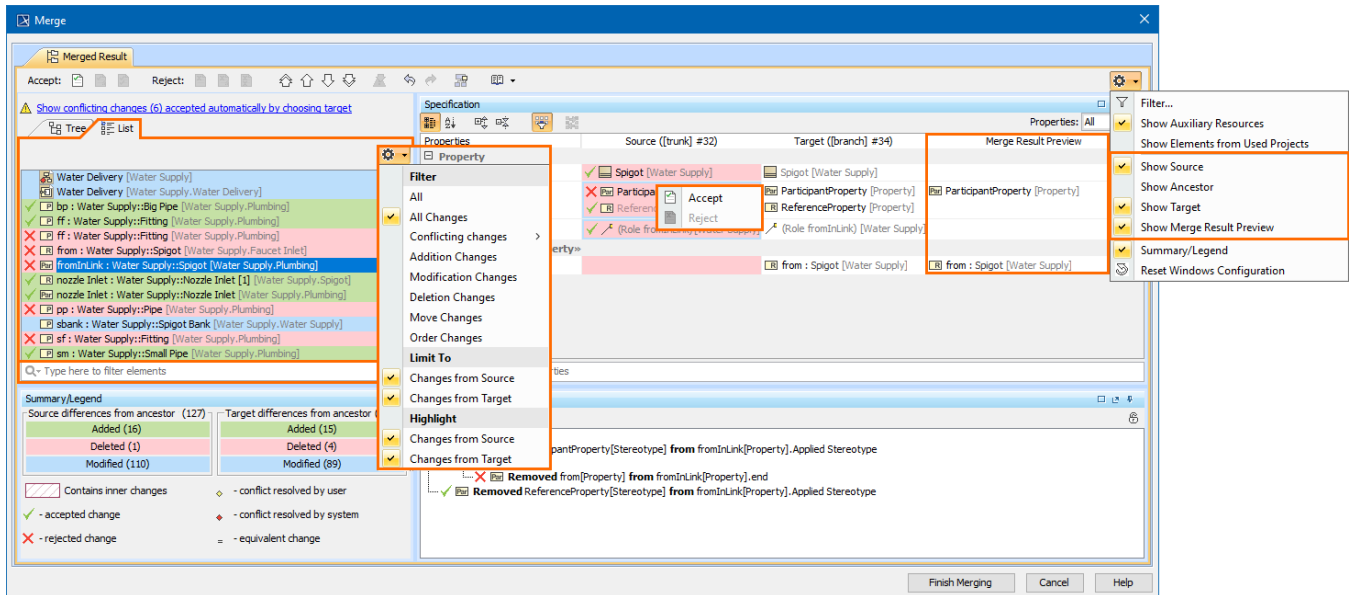 Merge
Merged Result
Accept:
Reject:
Show conflicting changes (6) accepted automatically by choosing target
Tree
List
Water Delivery [Water Supply]
Water Delivery [Water Supply.Water Delivery]
bp : Water Supply::Big Pipe [Water Supply.Plumbing]
ff : Water Supply::Fitting [Water Supply.Plumbing]
ff : Water Supply::Fitting [Water Supply.Plumbing]
from : Water Supply::Spigot [Water Supply.Faucet Inlet]
fromInLink : Water Supply::Spigot [Water Supply.Plumbing]
nozzle Inlet : Water Supply::Nozzle Inlet [1] [Water Supply.Spigot]
nozzle Inlet : Water Supply::Nozzle Inlet [Water Supply.Plumbing]
pp : Water Supply::Pipe [Water Supply.Plumbing]
sbank : Water Supply::Spigot Bank [Water Supply.Water Supply]
sf : Water Supply::Fitting [Water Supply.Plumbing]
sm : Water Supply::Small Pipe [Water Supply.Plumbing]
Type here to filter elements
Filter
All
All Changes
Conflicting changes
Addition Changes
Modification Changes
Deletion Changes
Move Changes
Order Changes
Limit To
Changes from Source
Changes from Target
Highlight
Changes from Source
Changes from Target
Specification
Properties: All
Properties
Source ([trunk] #32)
Target ([branch] #34)
Merge Result Preview
Property
Spigot [Water Supply]
Spigot [Water Supply]
Participa
ParticipantProperty [Property]
ParticipantProperty [Property]
Referenc
ReferenceProperty [Property]
(Role fromInLink) [Water Supply]
(Role fromInLink) [Water Supply]
erty»
from : Spigot [Water Supply]
from : Spigot [Water Supply]
Accept
Reject
ties
Filter...
Show Auxiliary Resources
Show Elements from Used Projects
Show Source
Show Ancestor
Show Target
Show Merge Result Preview
Summary/Legend
Reset Windows Configuration
Summary/Legend
Source differences from ancestor (127)
Added (16)
Deleted (1)
Modified (110)
Target differences from ancestor (
Added (15)
Deleted (4)
Modified (89)
Contains inner changes
- conflict resolved by user
- accepted change
- conflict resolved by system
- rejected change
- equivalent change
pantProperty[Stereotype] from fromInLink[Property].Applied Stereotype
Removed from[Property] from fromInLink[Property].end
Removed ReferenceProperty[Stereotype] from fromInLink[Property].Applied Stereotype
Finish Merging
Cancel
Help